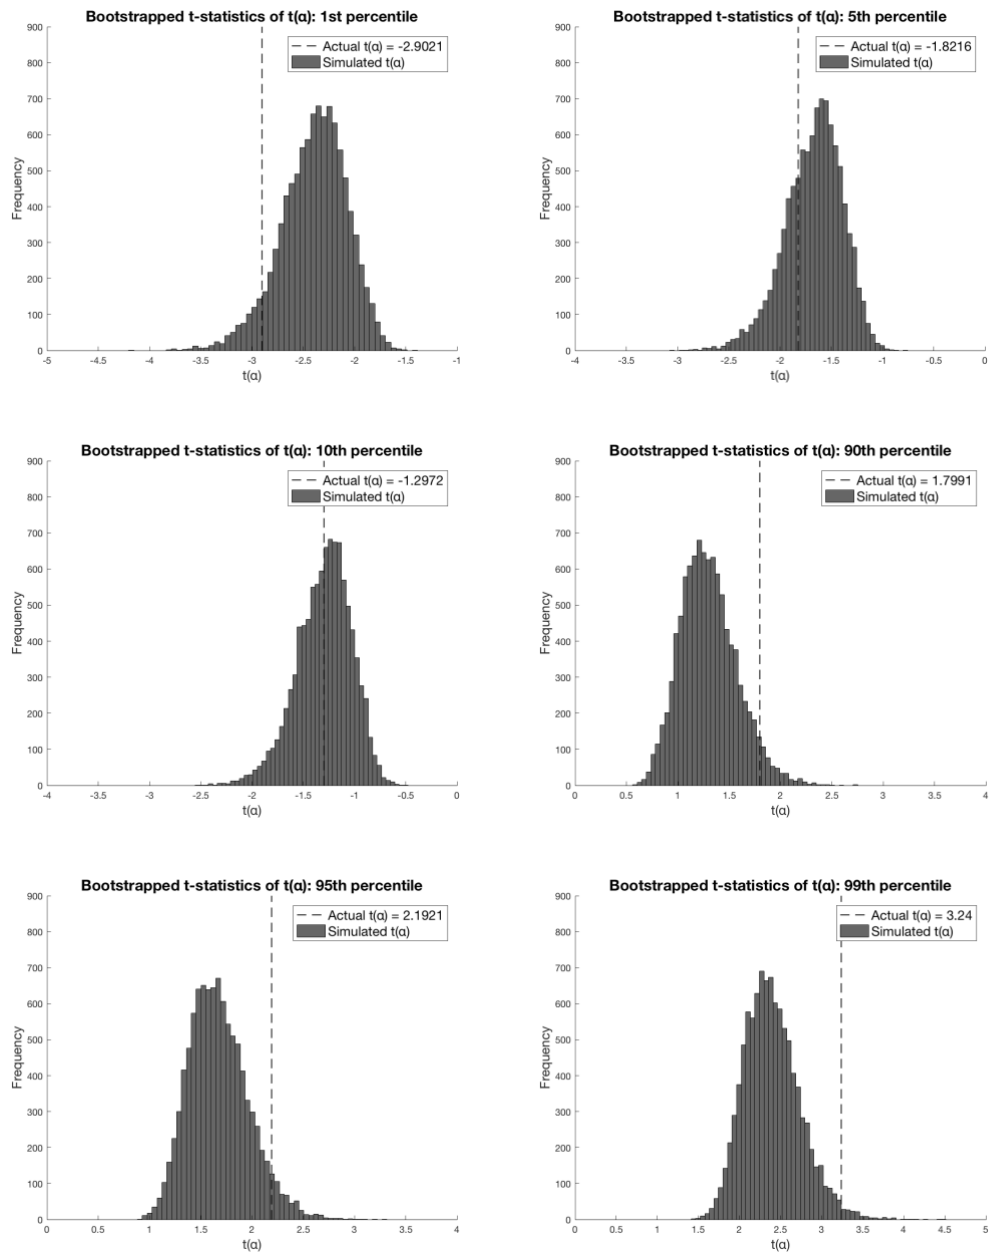 Bootstrapped t-statistics of t(α): 1st percentile
Actual t(α) = -2.9021
Simulated t(α)
900
800
700
600
500
400
300
200
100
0
Frequency
-5 -4.5 -4 -3.5 -3 -2.5 -2 -1.5 -1
t(α)
Bootstrapped t-statistics of t(α): 5th percentile
Actual t(α) = -1.8216
Simulated t(α)
900
800
700
600
500
400
300
200
100
0
Frequency
-4 -3.5 -3 -2.5 -2 -1.5 -1 -0.5 0
t(α)
Bootstrapped t-statistics of t(α): 10th percentile
Actual t(α) = -1.2972
Simulated t(α)
900
800
700
600
500
400
300
200
100
0
Frequency
-4 -3.5 -3 -2.5 -2 -1.5 -1 -0.5 0
t(α)
Bootstrapped t-statistics of t(α): 90th percentile
Actual t(α) = 1.7991
Simulated t(α)
900
800
700
600
500
400
300
200
100
0
Frequency
0 0.5 1 1.5 2 2.5 3 3.5 4
t(α)
Bootstrapped t-statistics of t(α): 95th percentile
Actual t(α) = 2.1921
Simulated t(α)
900
800
700
600
500
400
300
200
100
0
Frequency
0 0.5 1 1.5 2 2.5 3 3.5 4
t(α)
Bootstrapped t-statistics of t(α): 99th percentile
Actual t(α) = 3.24
Simulated t(α)
900
800
700
600
500
400
300
200
100
0
Frequency
0 0.5 1 1.5 2 2.5 3 3.5 4 4.5 5
t(α)